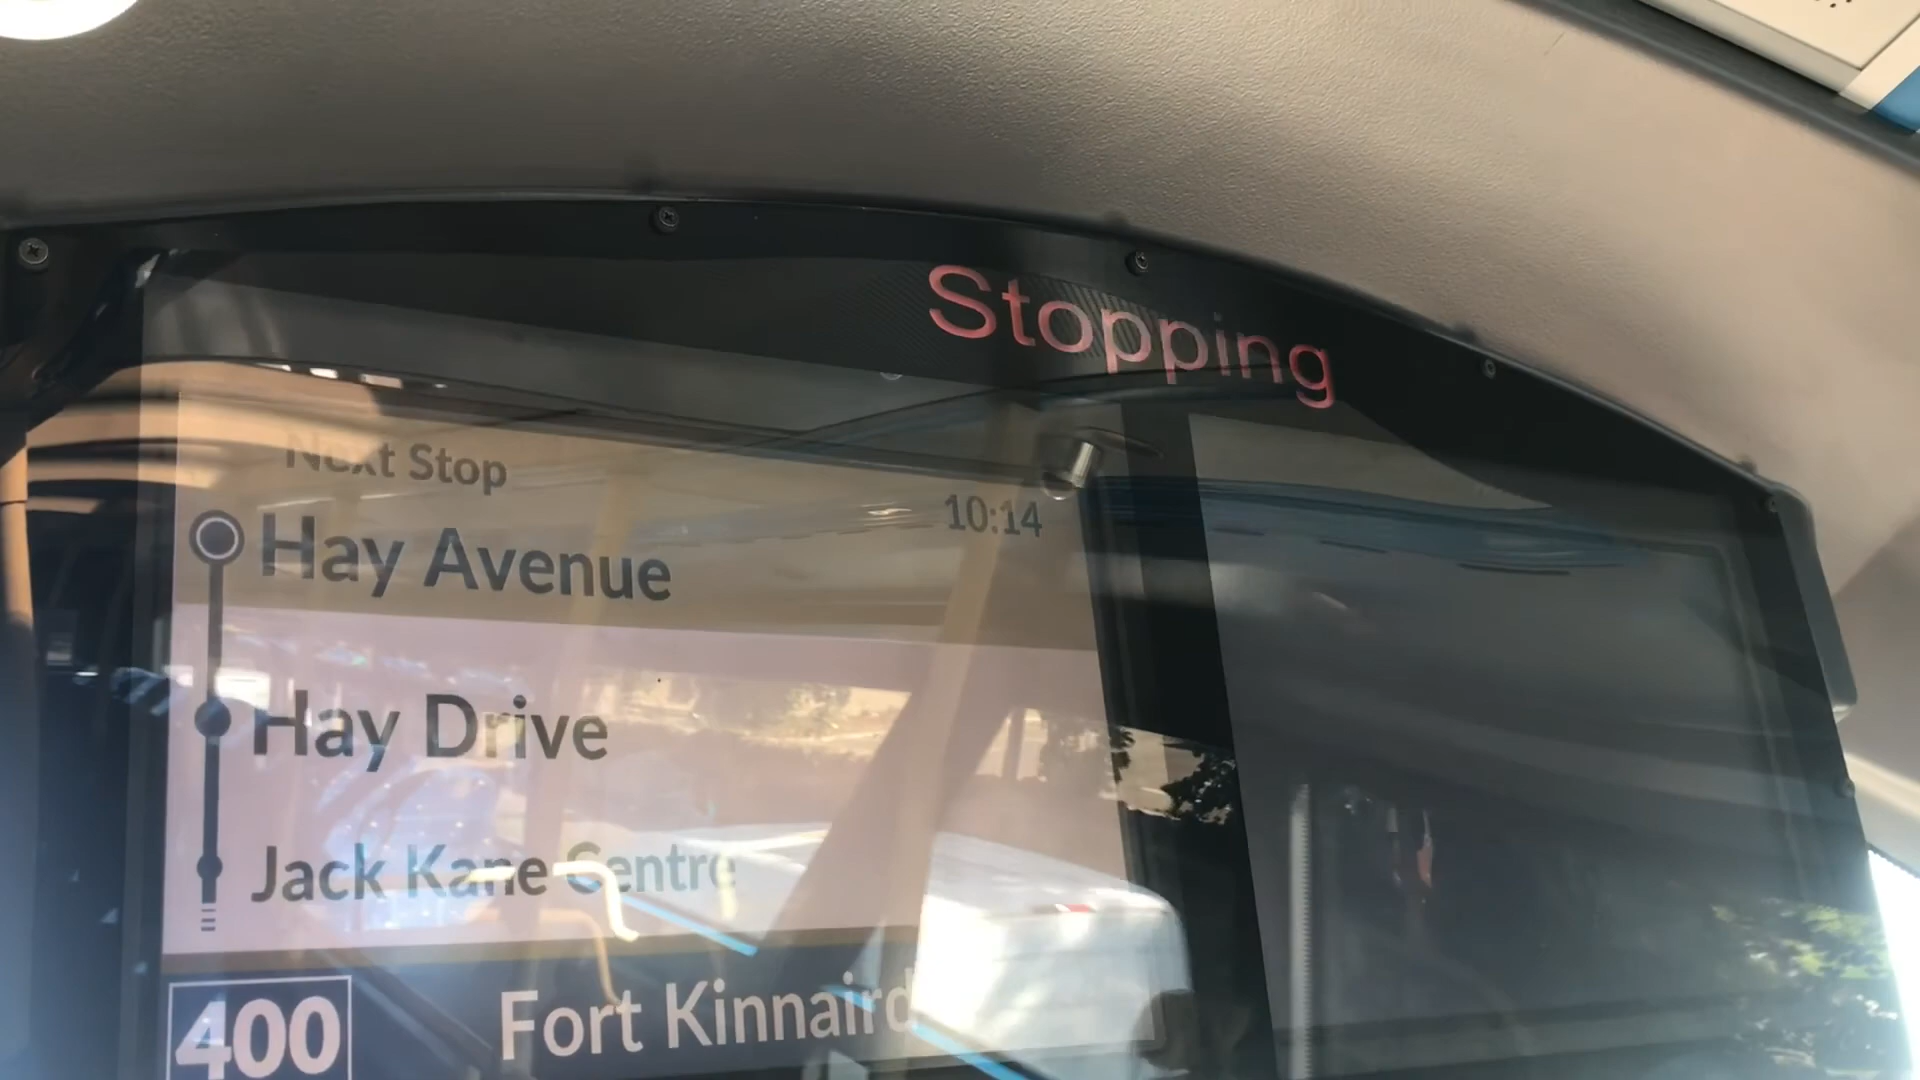 Stopping
Next Stop
10:14
Hay Avenue
Hay Drive
Jack Kane Centre
400 Fort Kinnaird